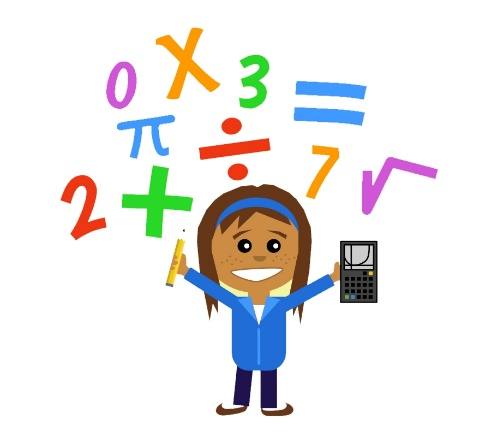 0 X 3 =
π ÷ 7 √
2 +